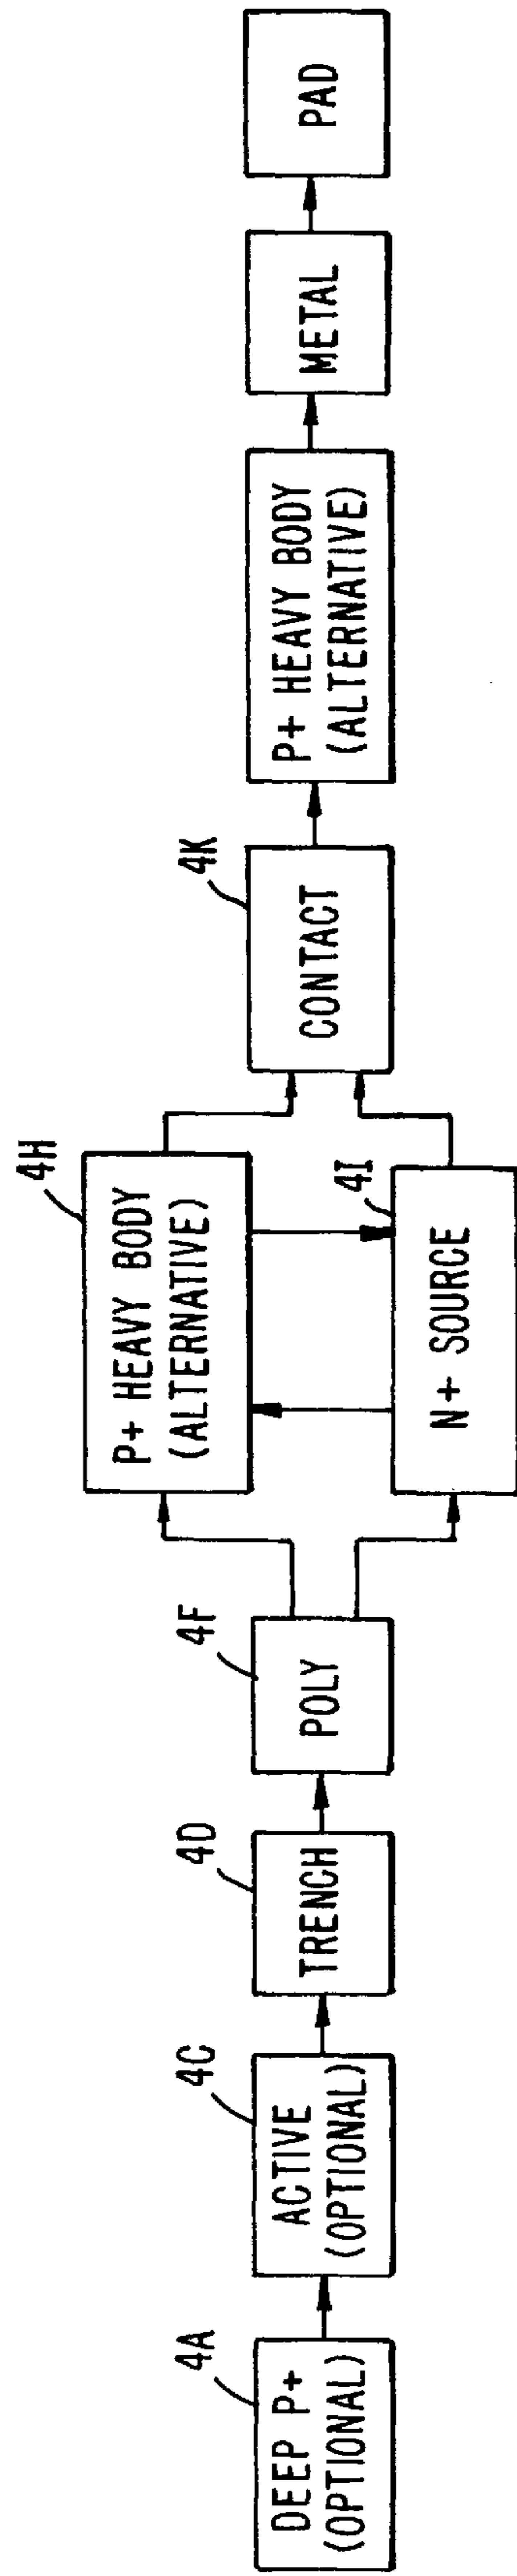 4A
DEEP P+
(OPTIONAL)
4C
ACTIVE
(OPTIONAL)
4D
TRENCH
4F
POLY
4H
P+ HEAVY BODY
(ALTERNATIVE)
4I
N+ SOURCE
4K
CONTACT
P+ HEAVY BODY
(ALTERNATIVE)
METAL
PAD